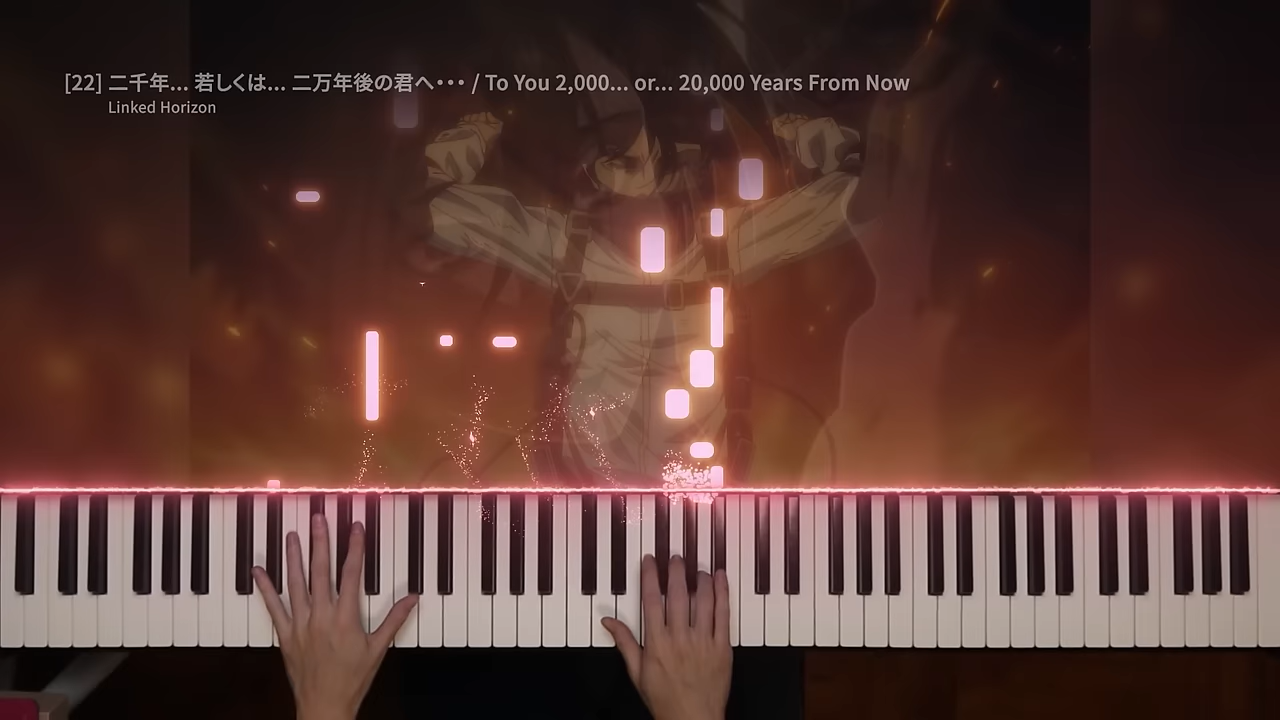 [22] 二千年... 若しくは... 二万年後の君へ・・・ / To You 2,000... or... 20,000 Years From Now
Linked Horizon